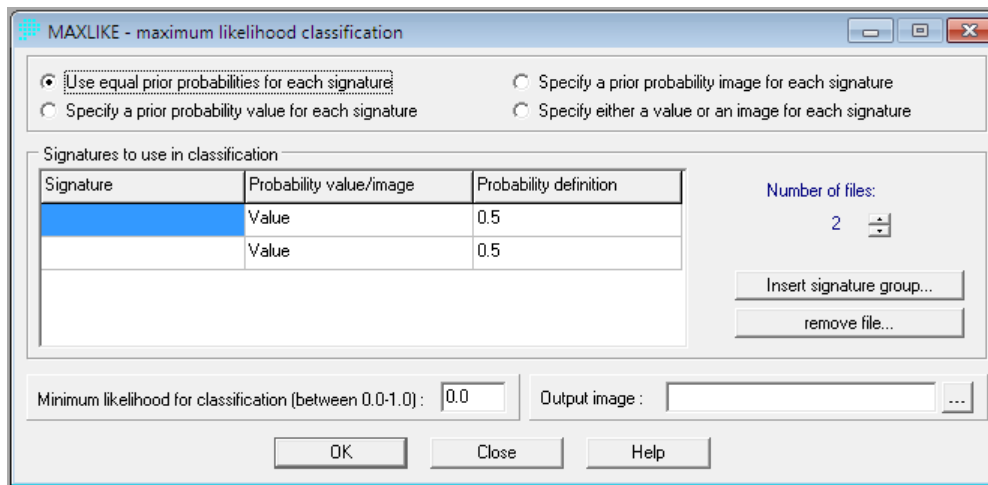 MAXLIKE - maximum likelihood classification
Use equal prior probabilities for each signature
Specify a prior probability image for each signature
Specify a prior probability value for each signature
Specify either a value or an image for each signature
Signatures to use in classification
Signature Probability value/image Probability definition
Value 0.5
Value 0.5
Number of files:
2
Insert signature group...
remove file...
Minimum likelihood for classification (between 0.0-1.0) : 0.0
Output image :
...
OK Close Help